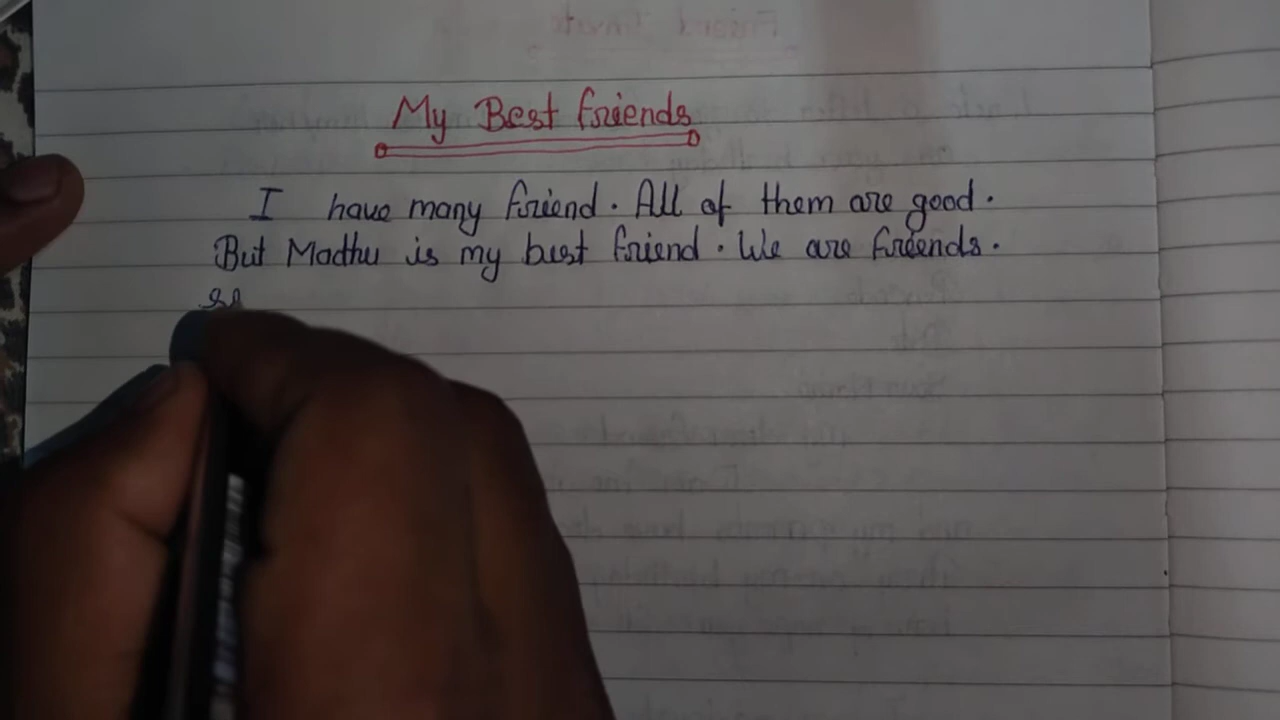 My Best friends
I have many friend. All of them are good.
But Madhu is my best friend. We are friends.